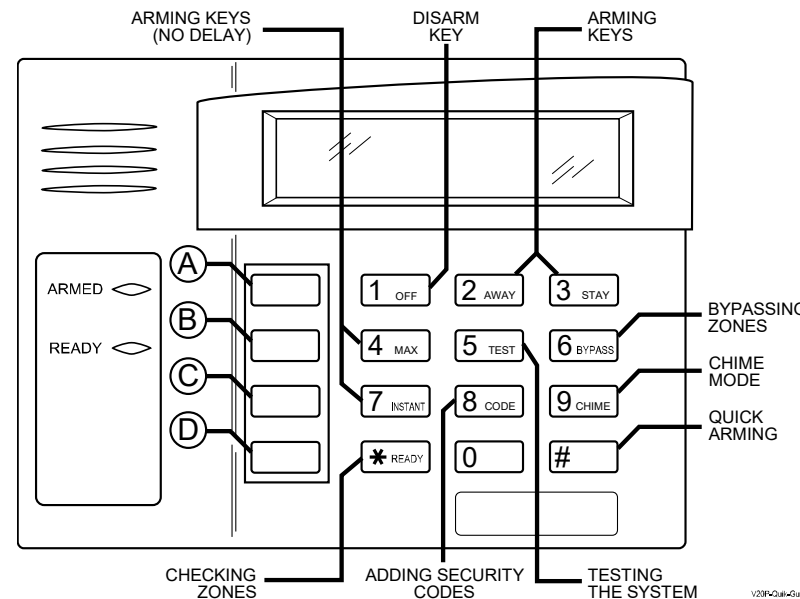 ARMING KEYS
(NO DELAY)
DISARM
KEY
ARMING
KEYS
A
B
C
D
ARMED
READY
1 OFF
2 AWAY
3 STAY
4 MAX
5 TEST
6 BYPASS
7 INSTANT
8 CODE
9 CHIME
* READY
0
#
BYPASSING
ZONES
CHIME
MODE
QUICK
ARMING
CHECKING
ZONES
ADDING SECURITY
CODES
TESTING
THE SYSTEM